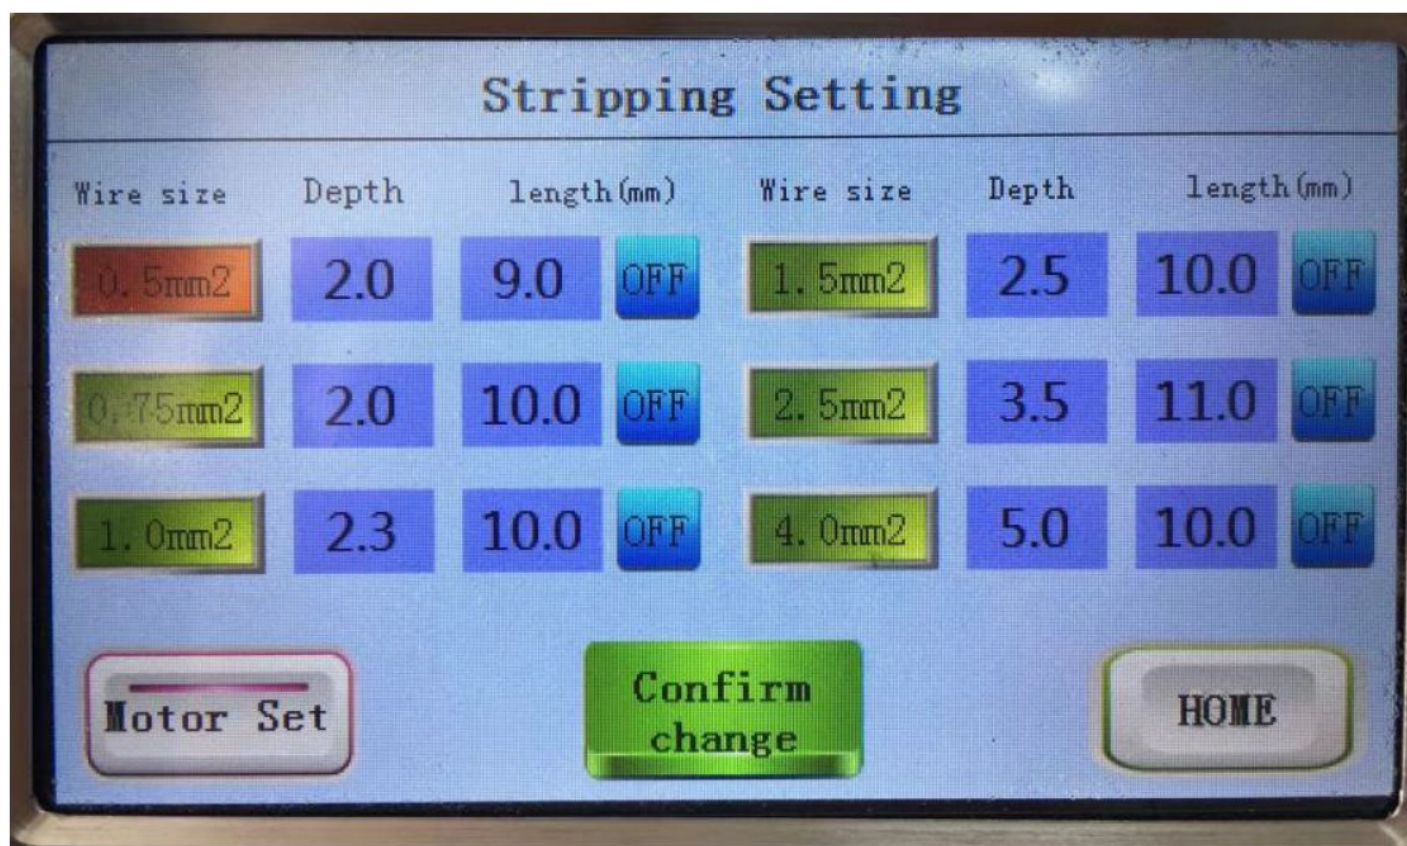 Stripping Setting
Wire size Depth length(mm) Wire size Depth length(mm)
0.5mm2 2.0 9.0 OFF 1.5mm2 2.5 10.0 OFF
0.75mm2 2.0 10.0 OFF 2.5mm2 3.5 11.0 OFF
1.0mm2 2.3 10.0 OFF 4.0mm2 5.0 10.0 OFF
Motor Set
Confirm
change
HOME